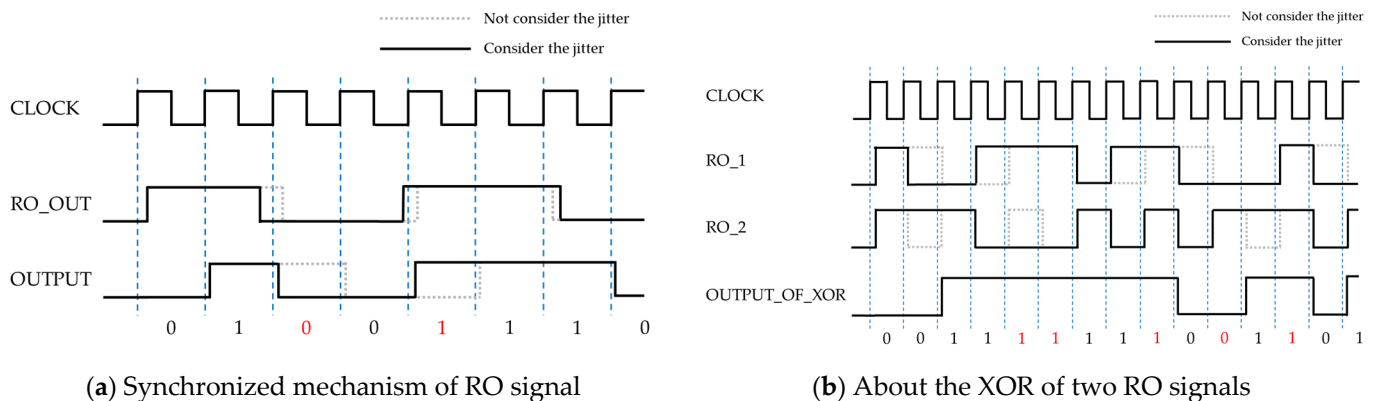 Not consider the jitter
Consider the jitter
CLOCK
RO_OUT
OUTPUT
0 1 0 0 1 1 1 0
(a) Synchronized mechanism of RO signal
Not consider the jitter
Consider the jitter
CLOCK
RO_1
RO_2
OUTPUT_OF_XOR
0 0 1 1 1 1 1 1 1 0 0 1 1 0 1
(b) About the XOR of two RO signals